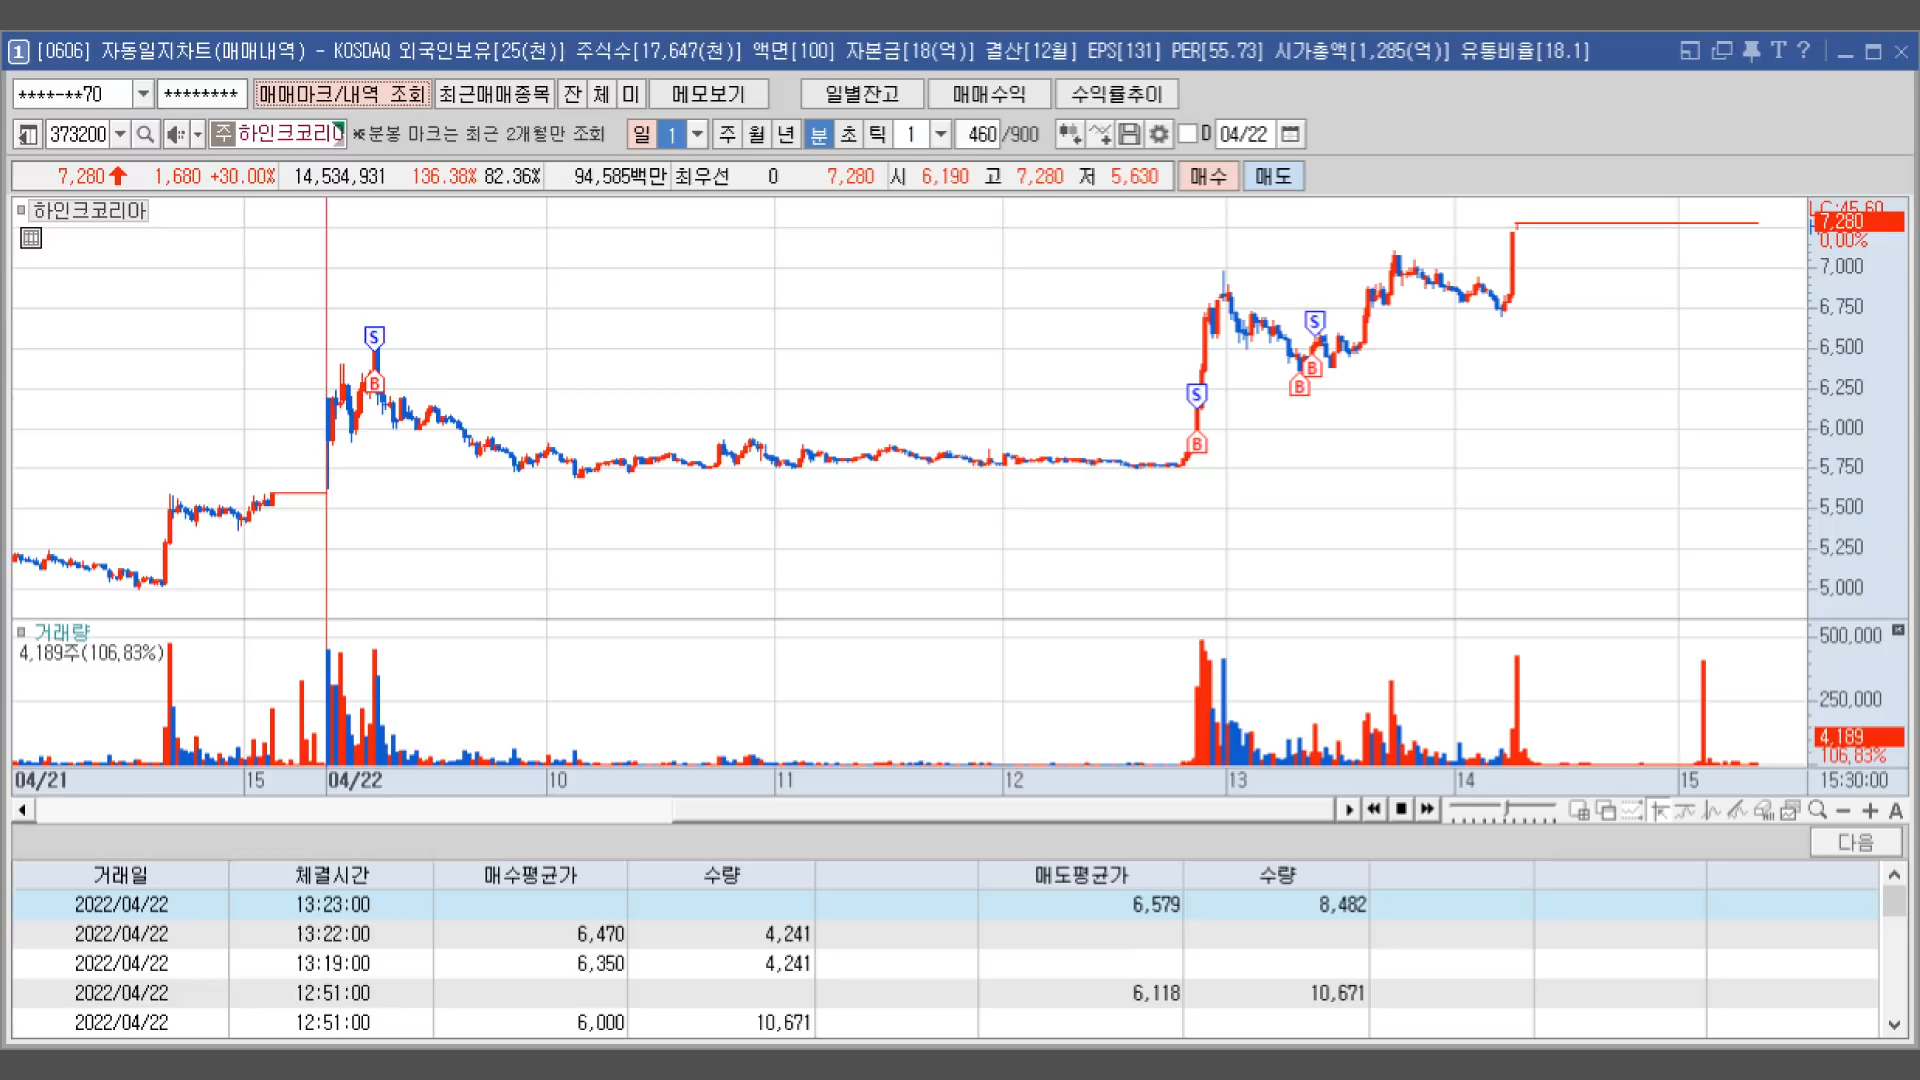 1 [0606] 자동일지차트(매매내역) - KOSDAQ 외국인보유[25(천)] 주식수[17,647(천)] 액면[100] 자본금[18(억)] 결산[12월] EPS[131] PER[55.73] 시가총액[1,285(억)] 유통비율[18.1] T ?
****-**70 ******** 매매마크/내역 조회 최근매매종목 잔 체 미 메모보기 일별잔고 매매수익 수익률추이
373200 주 하인크코리아 ※분봉 마크는 최근 2개월만 조회 일 1 주 월 년 분 초 틱 1 460 /900 D 04/22
7,280 1,680 +30.00% 14,534,931 136.38% 82.36% 94,585백만 최우선 0 7,280 시 6,190 고 7,280 저 5,630 매수 매도
하인크코리아
LC:45.60
7,280
0.00%
7,000
6,750
S
S
6,500
B
B
B
6,250
S
6,000
B
5,750
5,500
5,250
5,000
거래량
500,000
4,189주(106.83%)
250,000
4,189
106.83%
04/21 15 04/22 10 11 12 13 14 15 15:30:00
A
다음
거래일 체결시간 매수평균가 수량 매도평균가 수량
2022/04/22 13:23:00 6,579 8,482
2022/04/22 13:22:00 6,470 4,241
2022/04/22 13:19:00 6,350 4,241
2022/04/22 12:51:00 6,118 10,671
2022/04/22 12:51:00 6,000 10,671